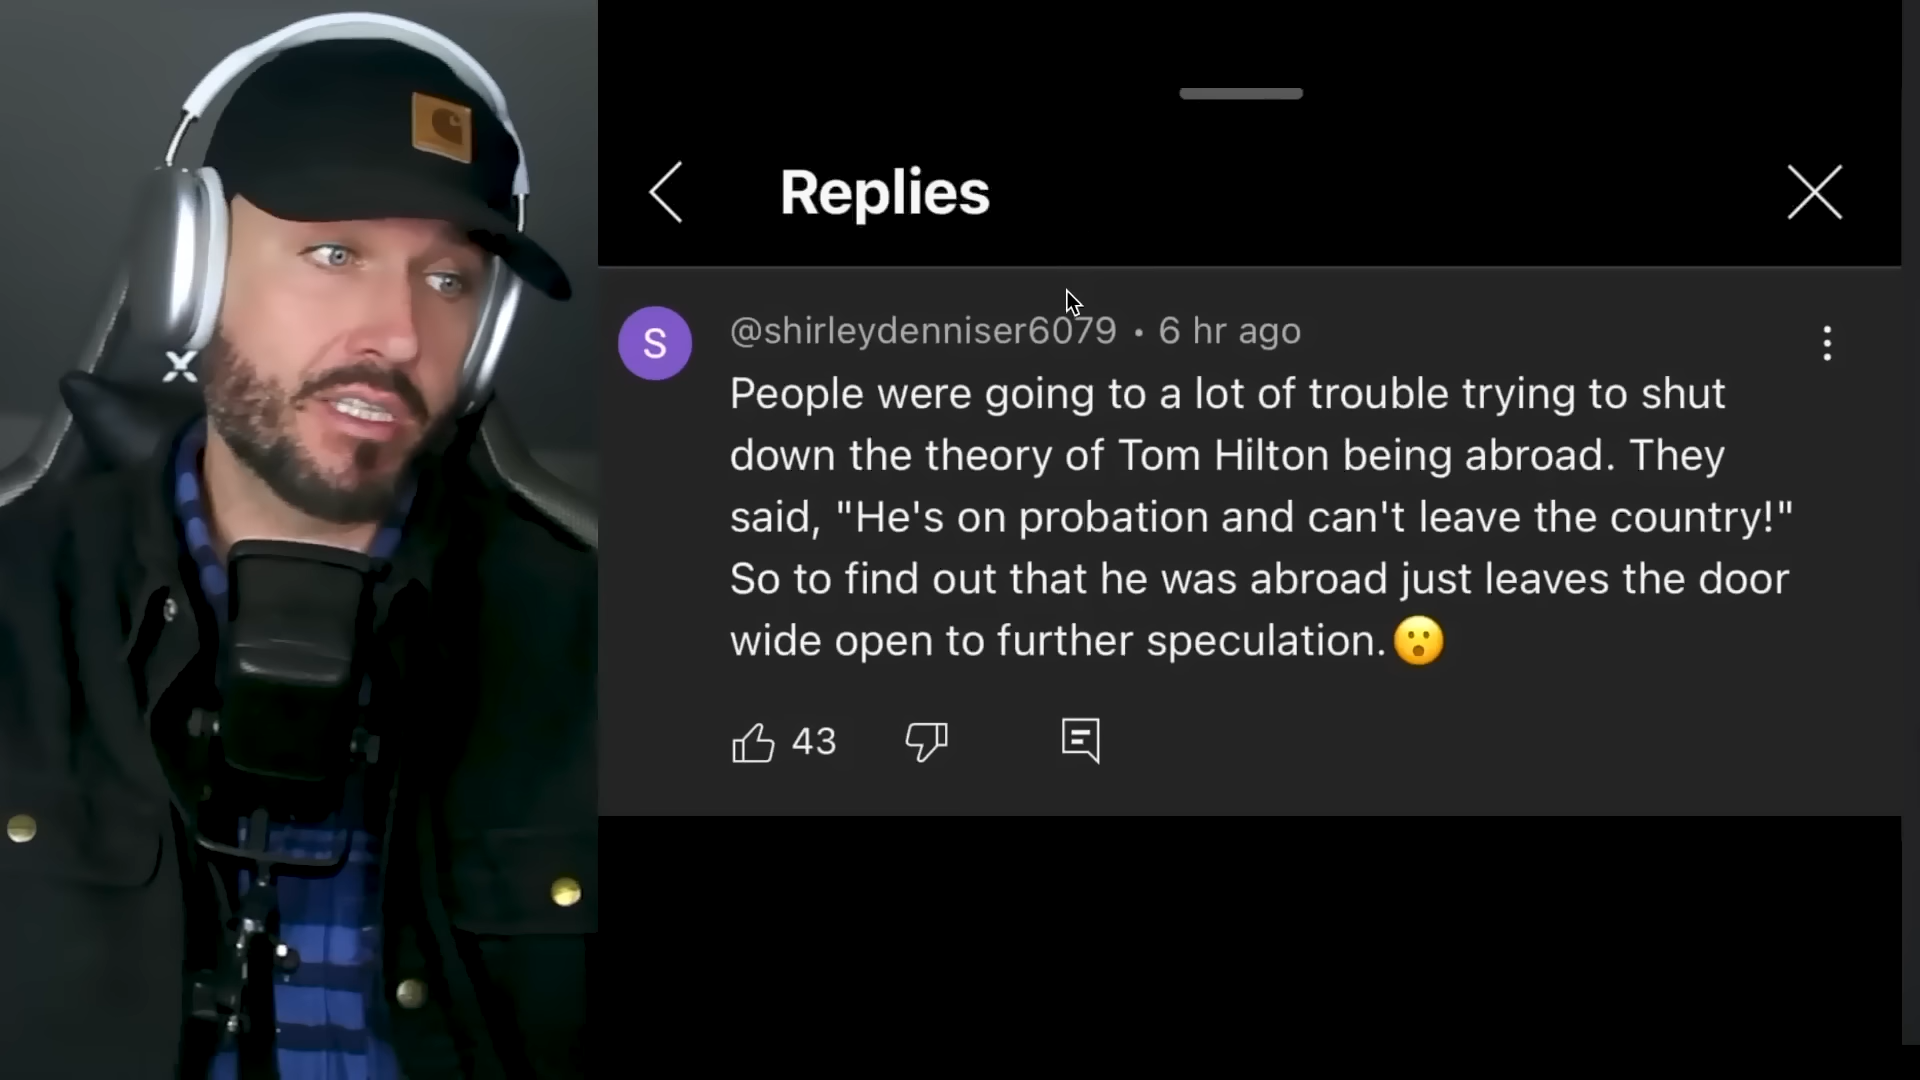 Replies
S
@shirleydenniser6079 • 6 hr ago
People were going to a lot of trouble trying to shut
down the theory of Tom Hilton being abroad. They
said, "He's on probation and can't leave the country!"
So to find out that he was abroad just leaves the door
wide open to further speculation.😮
43